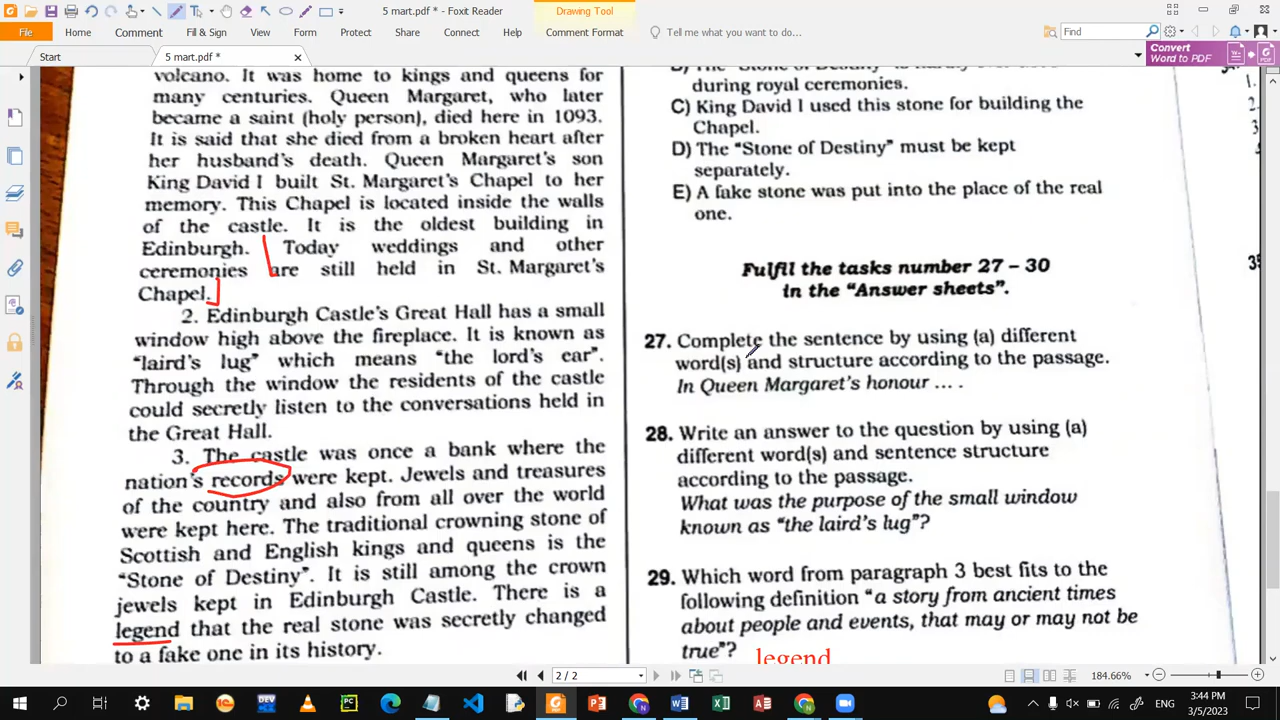 5 mart.pdf * - Foxit Reader
Drawing Tool
File
Home
Comment
Fill & Sign
View
Form
Protect
Share
Connect
Help
Comment Format
Tell me what you want to do...
Find
Start
5 mart.pdf *
Convert
Word to PDF
volcano. It was home to kings and queens for
many centuries. Queen Margaret, who later
became a saint (holy person), died here in 1093.
It is said that she died from a broken heart after
her husband's death. Queen Margaret's son
King David I built St. Margaret's Chapel to her
memory. This Chapel is located inside the walls
of the castle. It is the oldest building in
Edinburgh. Today weddings and other
ceremonies are still held in St. Margaret's
Chapel.
2. Edinburgh Castle's Great Hall has a small
window high above the fireplace. It is known as
"laird's lug" which means "the lord's ear".
Through the window the residents of the castle
could secretly listen to the conversations held in
the Great Hall.
3. The castle was once a bank where the
nation's records were kept. Jewels and treasures
of the country and also from all over the world
were kept here. The traditional crowning stone of
Scottish and English kings and queens is the
"Stone of Destiny". It is still among the crown
jewels kept in Edinburgh Castle. There is a
legend that the real stone was secretly changed
to a fake one in its history.
during royal ceremonies.
C) King David I used this stone for building the
Chapel.
D) The "Stone of Destiny" must be kept
separately.
E) A fake stone was put into the place of the real
one.
Fulfil the tasks number 27 – 30
in the "Answer sheets".
27. Complete the sentence by using (a) different
word(s) and structure according to the passage.
In Queen Margaret's honour ... .
28. Write an answer to the question by using (a)
different word(s) and sentence structure
according to the passage.
What was the purpose of the small window
known as "the laird's lug"?
29. Which word from paragraph 3 best fits to the
following definition "a story from ancient times
about people and events, that may or may not be
true"?
legend
1.
2.
3
35
2 / 2
184.66%
ENG
3:44 PM
3/5/2023